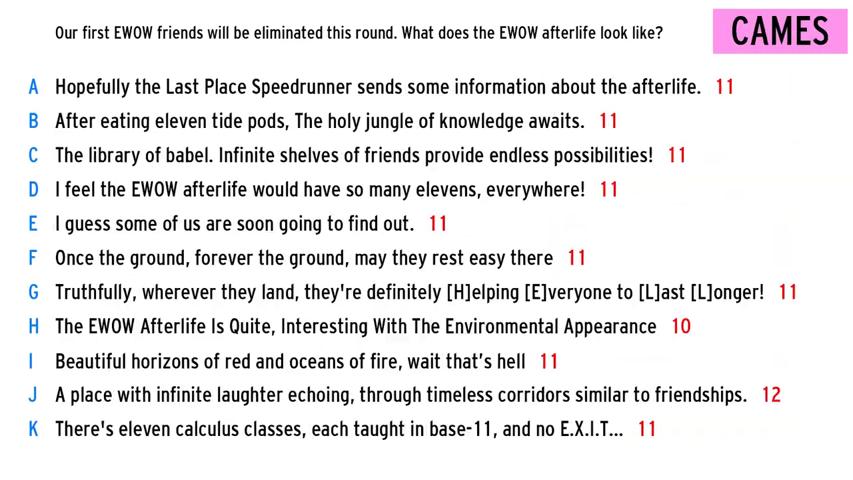 Our first EWOW friends will be eliminated this round. What does the EWOW afterlife look like?
CAMES
A Hopefully the Last Place Speedrunner sends some information about the afterlife. 11
B After eating eleven tide pods, The holy jungle of knowledge awaits. 11
C The library of babel. Infinite shelves of friends provide endless possibilities! 11
D I feel the EWOW afterlife would have so many elevens, everywhere! 11
E I guess some of us are soon going to find out. 11
F Once the ground, forever the ground, may they rest easy there 11
G Truthfully, wherever they land, they're definitely [H]elping [E]veryone to [L]ast [L]onger! 11
H The EWOW Afterlife Is Quite, Interesting With The Environmental Appearance 10
I Beautiful horizons of red and oceans of fire, wait that’s hell 11
J A place with infinite laughter echoing, through timeless corridors similar to friendships. 12
K There's eleven calculus classes, each taught in base-11, and no E.X.I.T... 11